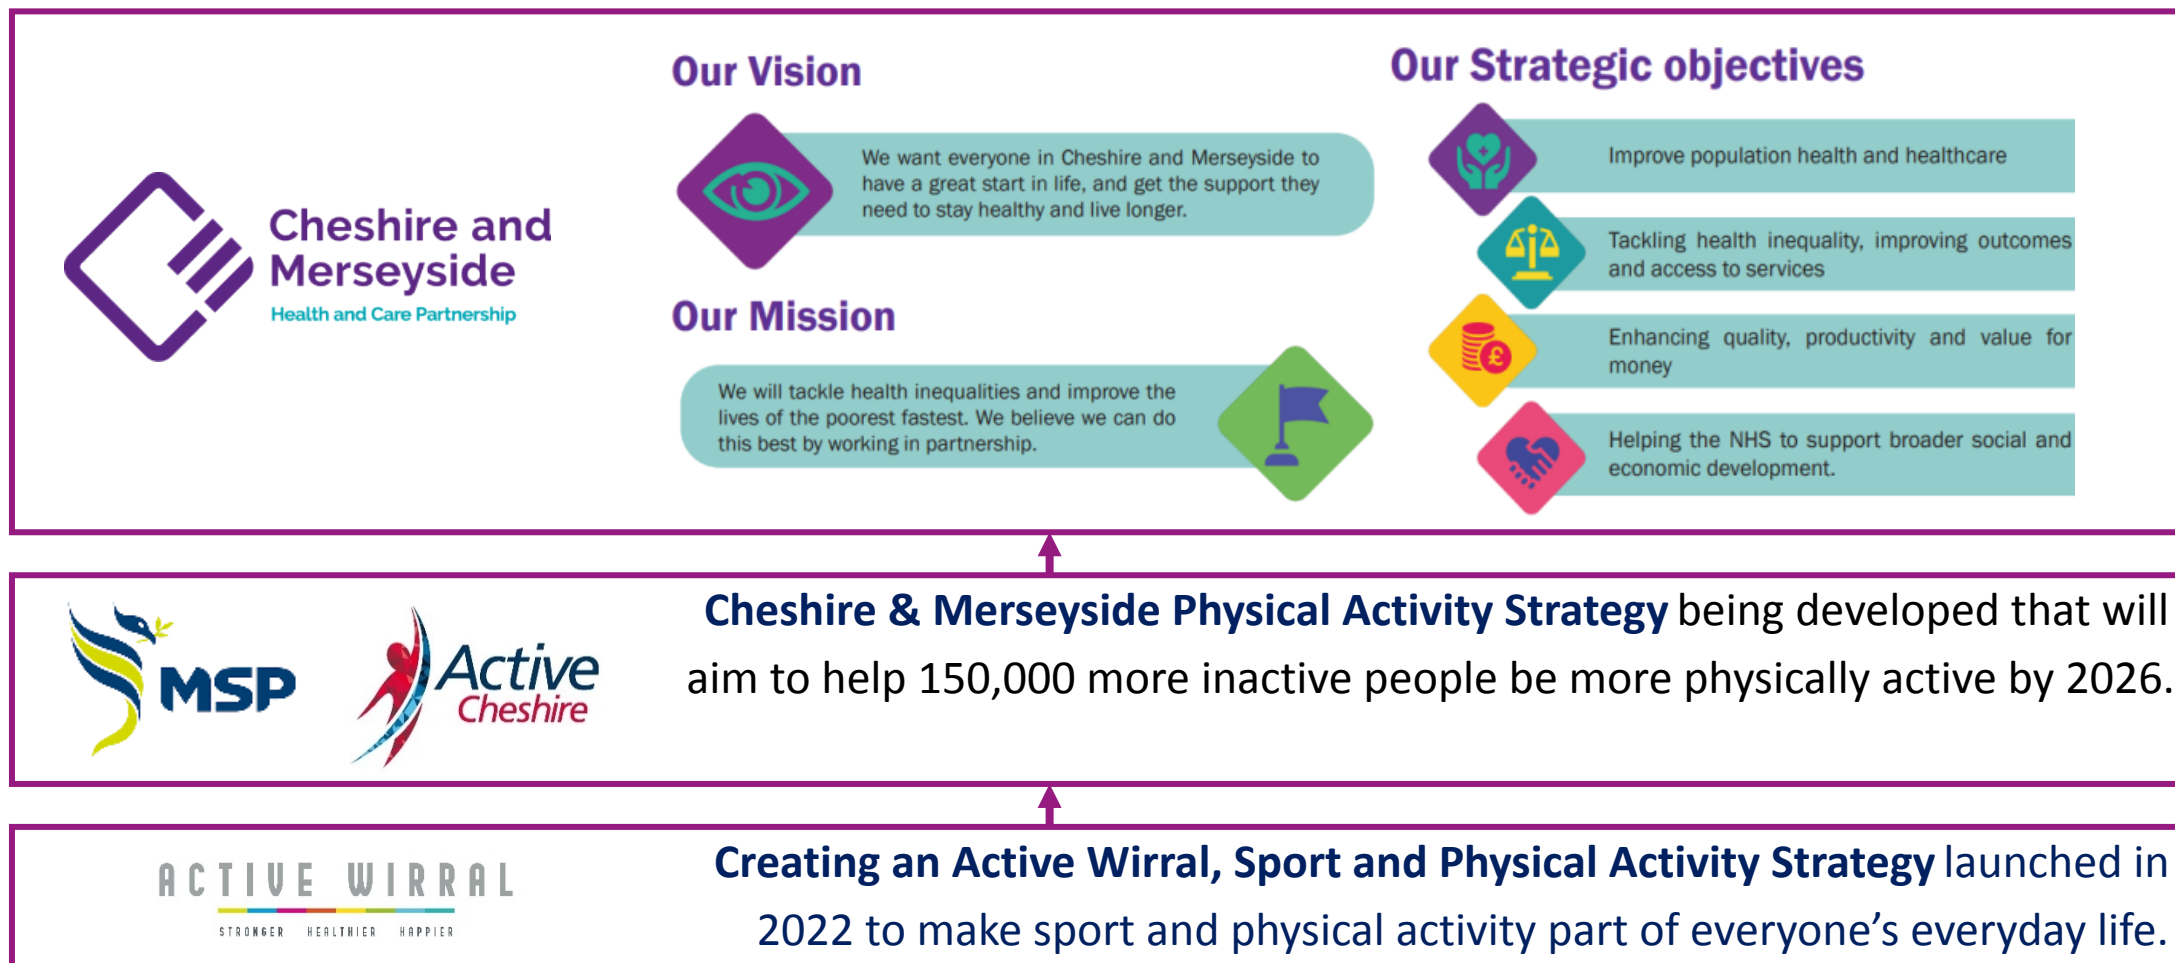 Cheshire and
Merseyside
Health and Care Partnership
Our Vision
We want everyone in Cheshire and Merseyside to
have a great start in life, and get the support they
need to stay healthy and live longer.
Our Mission
We will tackle health inequalities and improve the
lives of the poorest fastest. We believe we can do
this best by working in partnership.
Our Strategic objectives
Improve population health and healthcare
Tackling health inequality, improving outcomes
and access to services
£
Enhancing quality, productivity and value for
money
Helping the NHS to support broader social and
economic development.
MSP
Active
Cheshire
Cheshire & Merseyside Physical Activity Strategy being developed that will
aim to help 150,000 more inactive people be more physically active by 2026.
ACTIVE WIRRAL
STRONGER HEALTHIER HAPPIER
Creating an Active Wirral, Sport and Physical Activity Strategy launched in
2022 to make sport and physical activity part of everyone’s everyday life.